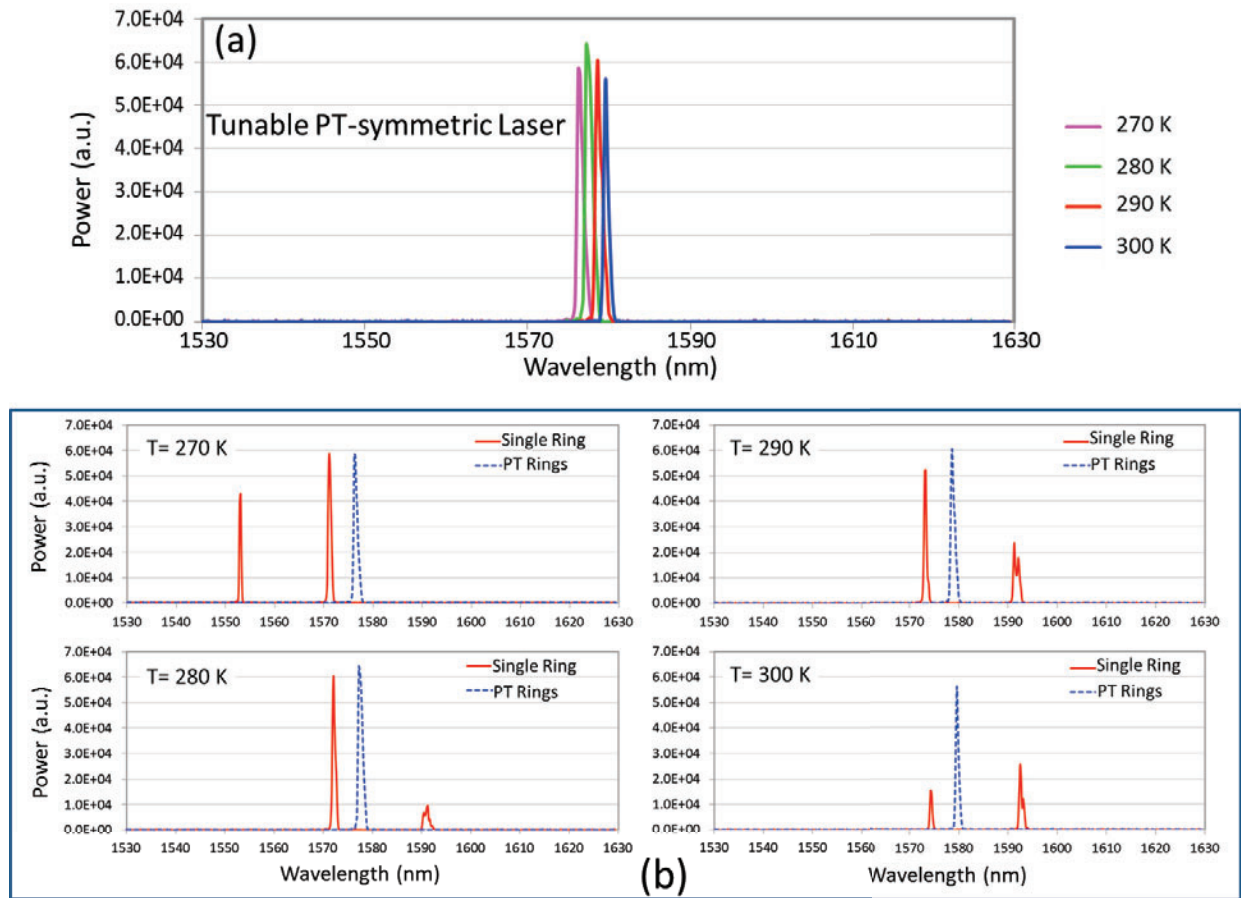 7.0E+04
(a)
6.0E+04
5.0E+04
Tunable PT-symmetric Laser
4.0E+04
3.0E+04
2.0E+04
1.0E+04
0.0E+00
Power (a.u.)
1530 1550 1570 1590 1610 1630
Wavelength (nm)
270 K
280 K
290 K
300 K
7.0E+04
6.0E+04
5.0E+04
4.0E+04
3.0E+04
2.0E+04
1.0E+04
0.0E+00
Power (a.u.)
T= 270 K
Single Ring
PT Rings
1530 1540 1550 1560 1570 1580 1590 1600 1610 1620 1630
7.0E+04
6.0E+04
5.0E+04
4.0E+04
3.0E+04
2.0E+04
1.0E+04
0.0E+00
T= 290 K
Single Ring
PT Rings
1530 1540 1550 1560 1570 1580 1590 1600 1610 1620 1630
7.0E+04
6.0E+04
5.0E+04
4.0E+04
3.0E+04
2.0E+04
1.0E+04
0.0E+00
Power (a.u.)
T= 280 K
Single Ring
PT Rings
1530 1540 1550 1560 1570 1580 1590 1600 1610 1620 1630
Wavelength (nm)
7.0E+04
6.0E+04
5.0E+04
4.0E+04
3.0E+04
2.0E+04
1.0E+04
0.0E+00
T= 300 K
Single Ring
PT Rings
1530 1540 1550 1560 1570 1580 1590 1600 1610 1620 1630
Wavelength (nm)
(b)